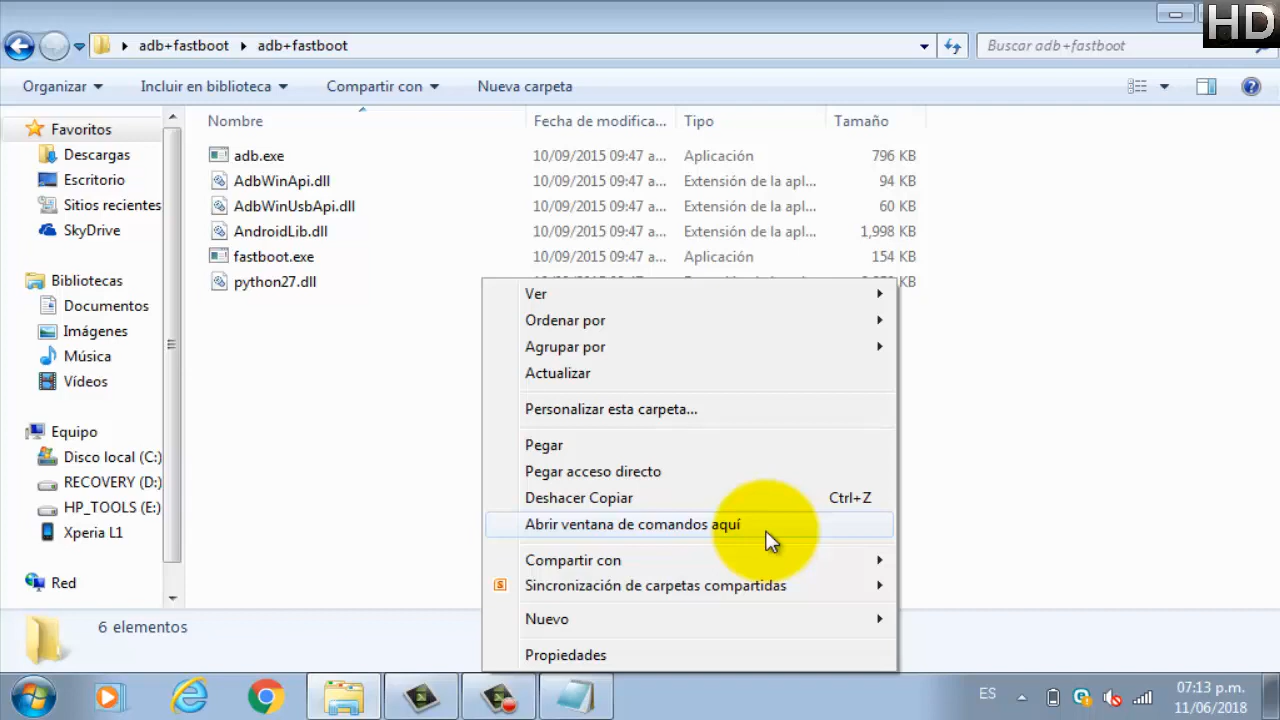 HD
adb+fastboot adb+fastboot
Buscar adb+fastboot
Organizar Incluir en biblioteca Compartir con Nueva carpeta
Favoritos
Descargas
Escritorio
Sitios recientes
SkyDrive
Bibliotecas
Documentos
Imágenes
Música
Vídeos
Equipo
Disco local (C:)
RECOVERY (D:)
HP_TOOLS (E:)
Xperia L1
Red
Nombre Fecha de modifica... Tipo Tamaño
adb.exe 10/09/2015 09:47 a... Aplicación 796 KB
AdbWinApi.dll 10/09/2015 09:47 a... Extensión de la apl... 94 KB
AdbWinUsbApi.dll 10/09/2015 09:47 a... Extensión de la apl... 60 KB
AndroidLib.dll 10/09/2015 09:47 a... Extensión de la apl... 1,998 KB
fastboot.exe 10/09/2015 09:47 a... Aplicación 154 KB
python27.dll KB
Ver
Ordenar por
Agrupar por
Actualizar
Personalizar esta carpeta...
Pegar
Pegar acceso directo
Deshacer Copiar Ctrl+Z
Abrir ventana de comandos aquí
Compartir con
S Sincronización de carpetas compartidas
Nuevo
Propiedades
6 elementos
ES
07:13 p.m.
11/06/2018